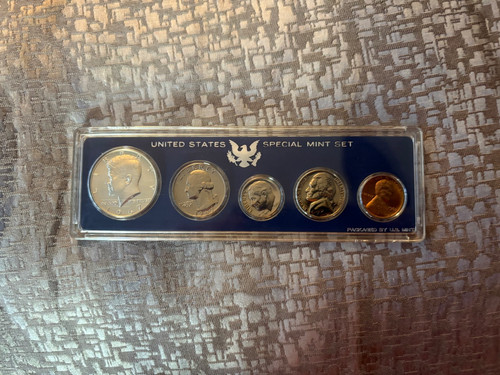 UNITED STATES SPECIAL MINT SET
PACKAGED BY U.S. MINT